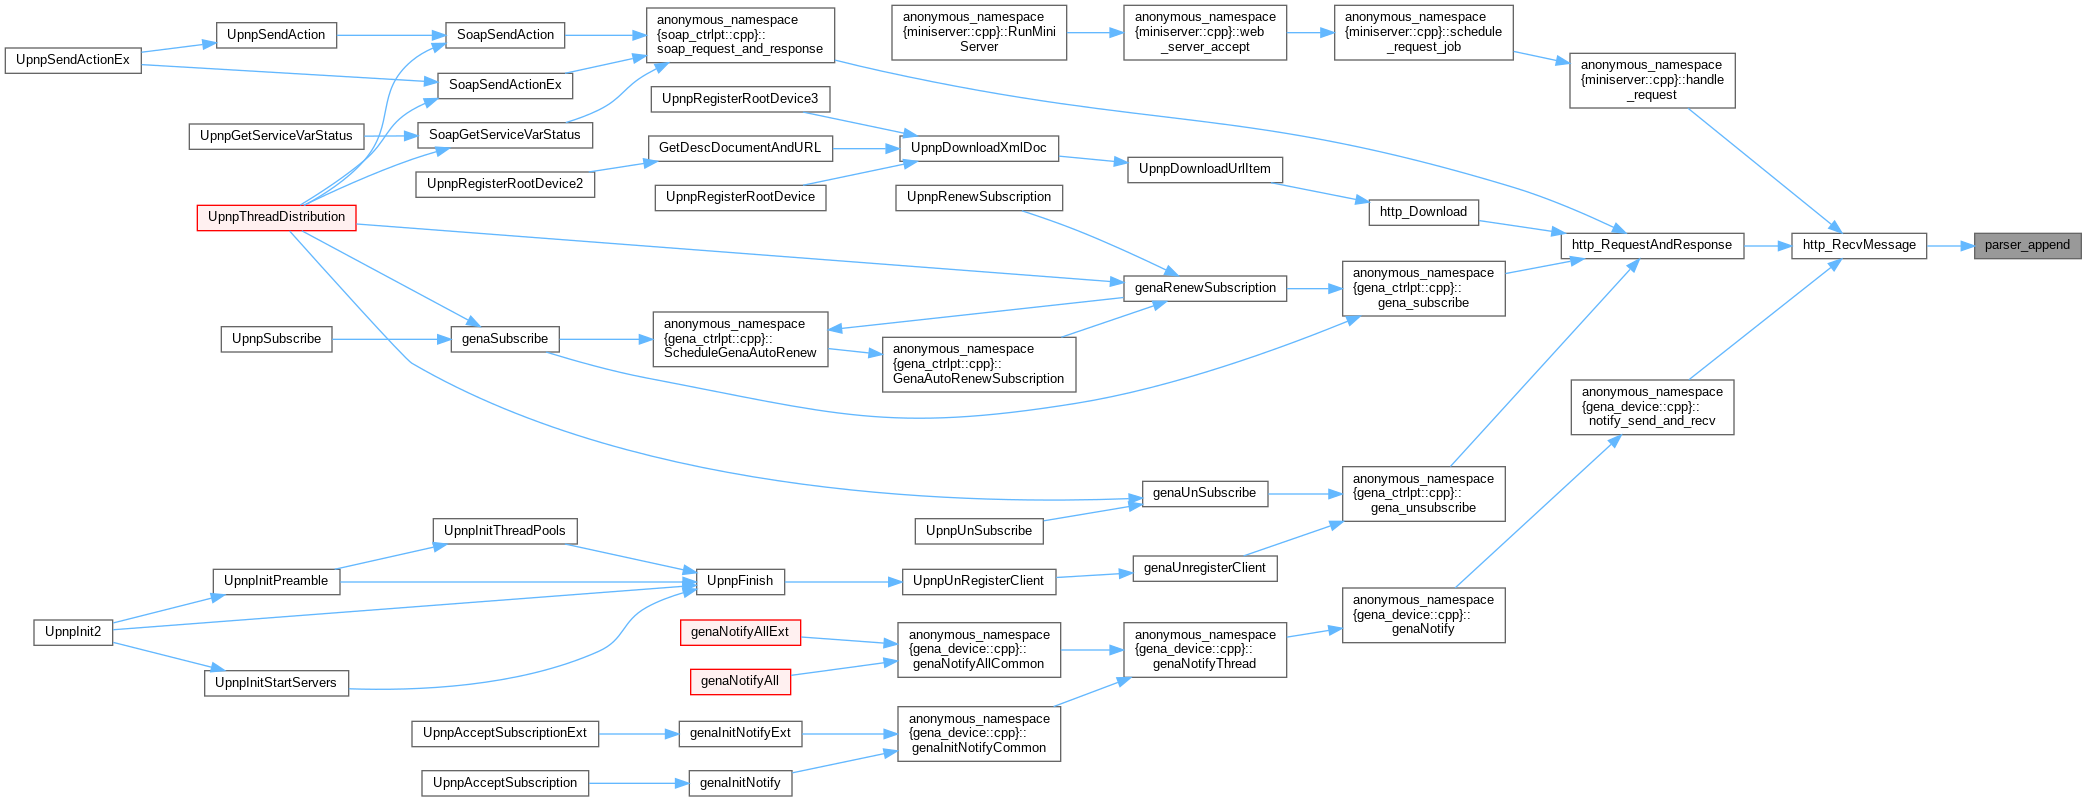 UpnpSendActionEx
UpnpSendAction
SoapSendAction
anonymous_namespace
{soap_ctrlpt::cpp}::
soap_request_and_response
SoapSendActionEx
UpnpGetServiceVarStatus
SoapGetServiceVarStatus
UpnpThreadDistribution
UpnpRegisterRootDevice3
GetDescDocumentAndURL
UpnpRegisterRootDevice2
UpnpRegisterRootDevice
UpnpDownloadXmlDoc
UpnpDownloadUrlItem
UpnpRenewSubscription
anonymous_namespace
{miniserver::cpp}::RunMini
Server
anonymous_namespace
{miniserver::cpp}::web
_server_accept
anonymous_namespace
{miniserver::cpp}::schedule
_request_job
anonymous_namespace
{miniserver::cpp}::handle
_request
http_Download
http_RequestAndResponse
http_RecvMessage
parser_append
anonymous_namespace
{gena_ctrlpt::cpp}::
gena_subscribe
genaRenewSubscription
UpnpSubscribe
genaSubscribe
anonymous_namespace
{gena_ctrlpt::cpp}::
ScheduleGenaAutoRenew
anonymous_namespace
{gena_ctrlpt::cpp}::
GenaAutoRenewSubscription
anonymous_namespace
{gena_device::cpp}::
notify_send_and_recv
anonymous_namespace
{gena_ctrlpt::cpp}::
gena_unsubscribe
genaUnSubscribe
UpnpUnSubscribe
genaUnregisterClient
UpnpUnRegisterClient
UpnpFinish
UpnpInitThreadPools
UpnpInitPreamble
UpnpInit2
UpnpInitStartServers
anonymous_namespace
{gena_device::cpp}::
genaNotify
anonymous_namespace
{gena_device::cpp}::
genaNotifyThread
anonymous_namespace
{gena_device::cpp}::
genaNotifyAllCommon
genaNotifyAllExt
genaNotifyAll
anonymous_namespace
{gena_device::cpp}::
genaInitNotifyCommon
genaInitNotifyExt
UpnpAcceptSubscriptionExt
genaInitNotify
UpnpAcceptSubscription